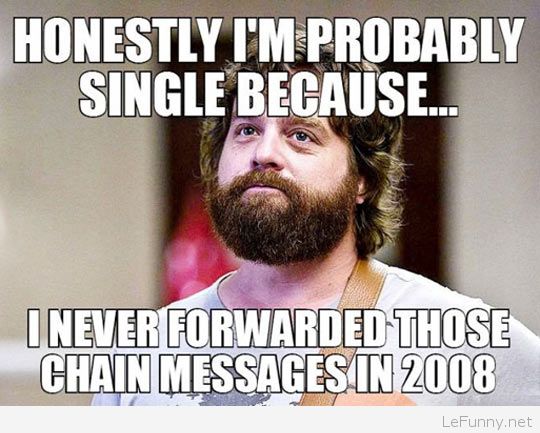 HONESTLY I'M PROBABLY
SINGLE BECAUSE...
I NEVER FORWARDED THOSE
CHAIN MESSAGES IN 2008
LeFunny.net